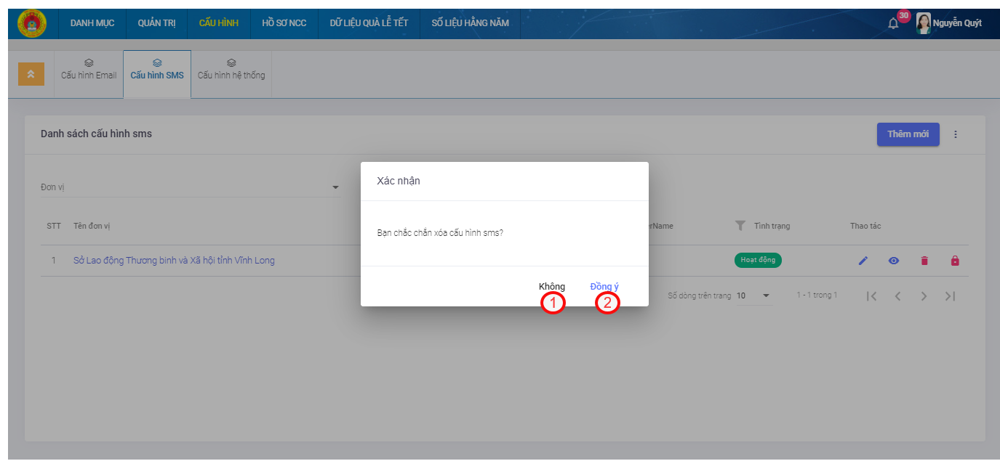 DANH MỤC QUẢN TRỊ CẤU HÌNH HỒ SƠ NCC DỮ LIỆU QUÀ LỄ TẾT SỐ LIỆU HẰNG NĂM 30 Nguyễn Quýt
Cấu hình Email Cấu hình SMS Cấu hình hệ thống
Danh sách cấu hình sms Thêm mới
Xác nhận
Đơn vị
Bạn chắc chắn xóa cấu hình sms?
STT Tên đơn vị rName Tình trạng Thao tác
1 Sở Lao động Thương binh và Xã hội tỉnh Vĩnh Long Hoạt động
Không Đồng ý
1 2
Số dòng trên trang 10 1 - 1 trong 1